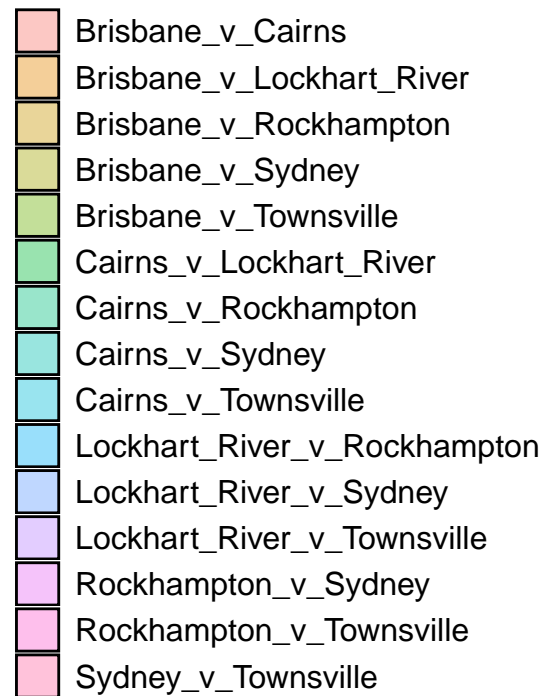 Brisbane_v_Cairns
Brisbane_v_Lockhart_River
Brisbane_v_Rockhampton
Brisbane_v_Sydney
Brisbane_v_Townsville
Cairns_v_Lockhart_River
Cairns_v_Rockhampton
Cairns_v_Sydney
Cairns_v_Townsville
Lockhart_River_v_Rockhampton
Lockhart_River_v_Sydney
Lockhart_River_v_Townsville
Rockhampton_v_Sydney
Rockhampton_v_Townsville
Sydney_v_Townsville